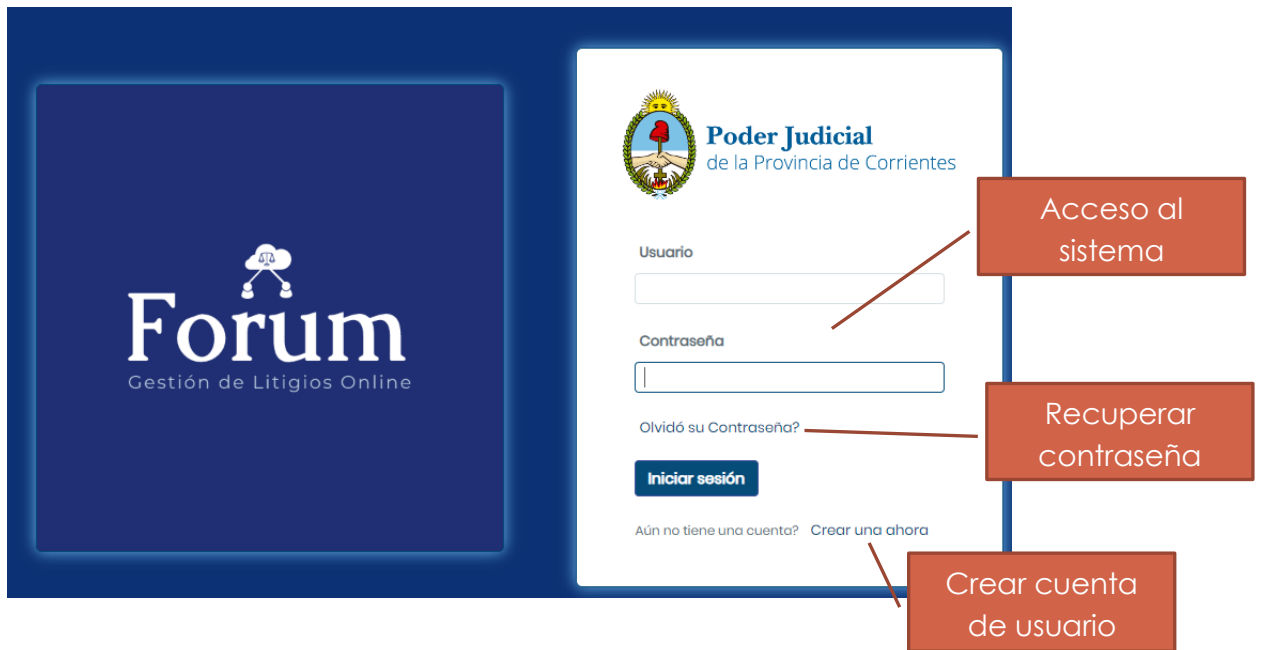 Forum
Gestión de Litigios Online
Poder Judicial
de la Provincia de Corrientes
Usuario
Contraseña
Olvidó su Contraseña?
Iniciar sesión
Aún no tiene una cuenta? Crear una ahora
Acceso al
sistema
Recuperar
contraseña
Crear cuenta
de usuario